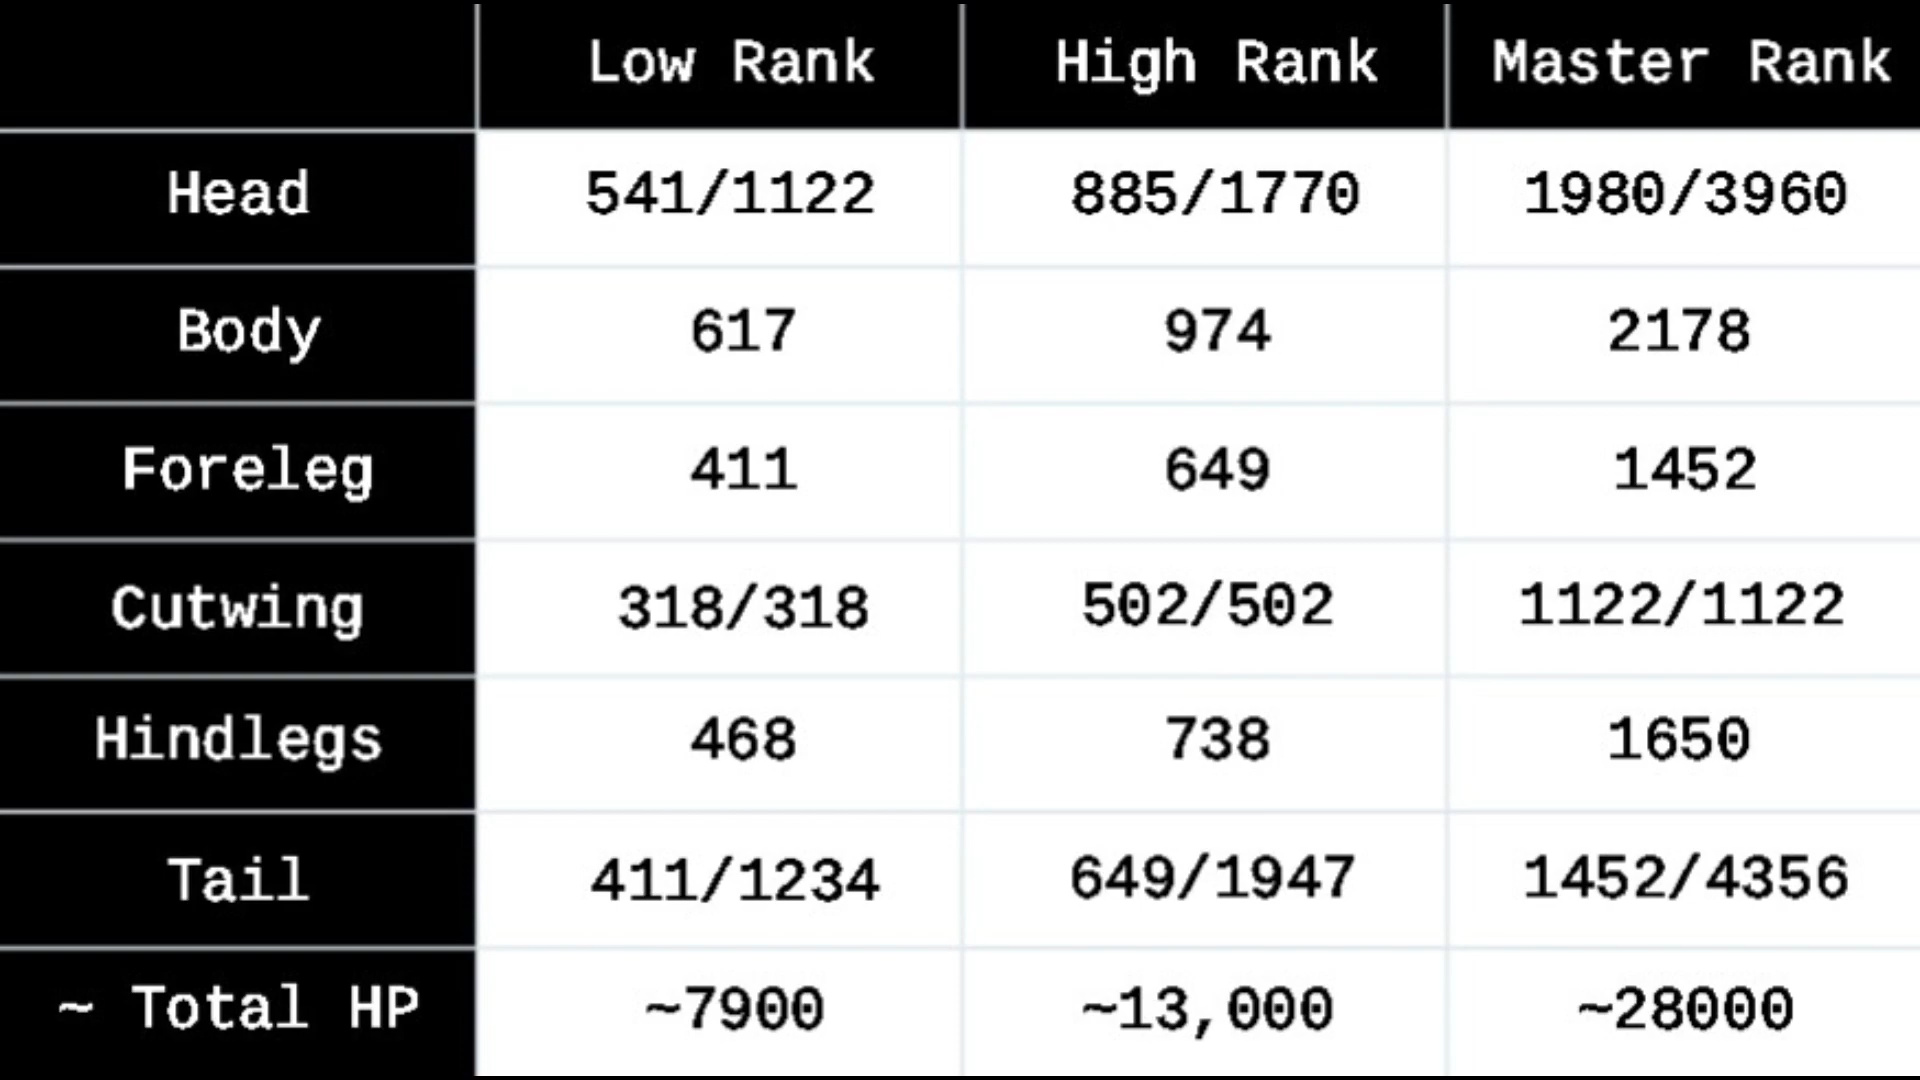 Low Rank High Rank Master Rank
Head 541/1122 885/1770 1980/3960
Body 617 974 2178
Foreleg 411 649 1452
Cutwing 318/318 502/502 1122/1122
Hindlegs 468 738 1650
Tail 411/1234 649/1947 1452/4356
~ Total HP ~7900 ~13,000 ~28000